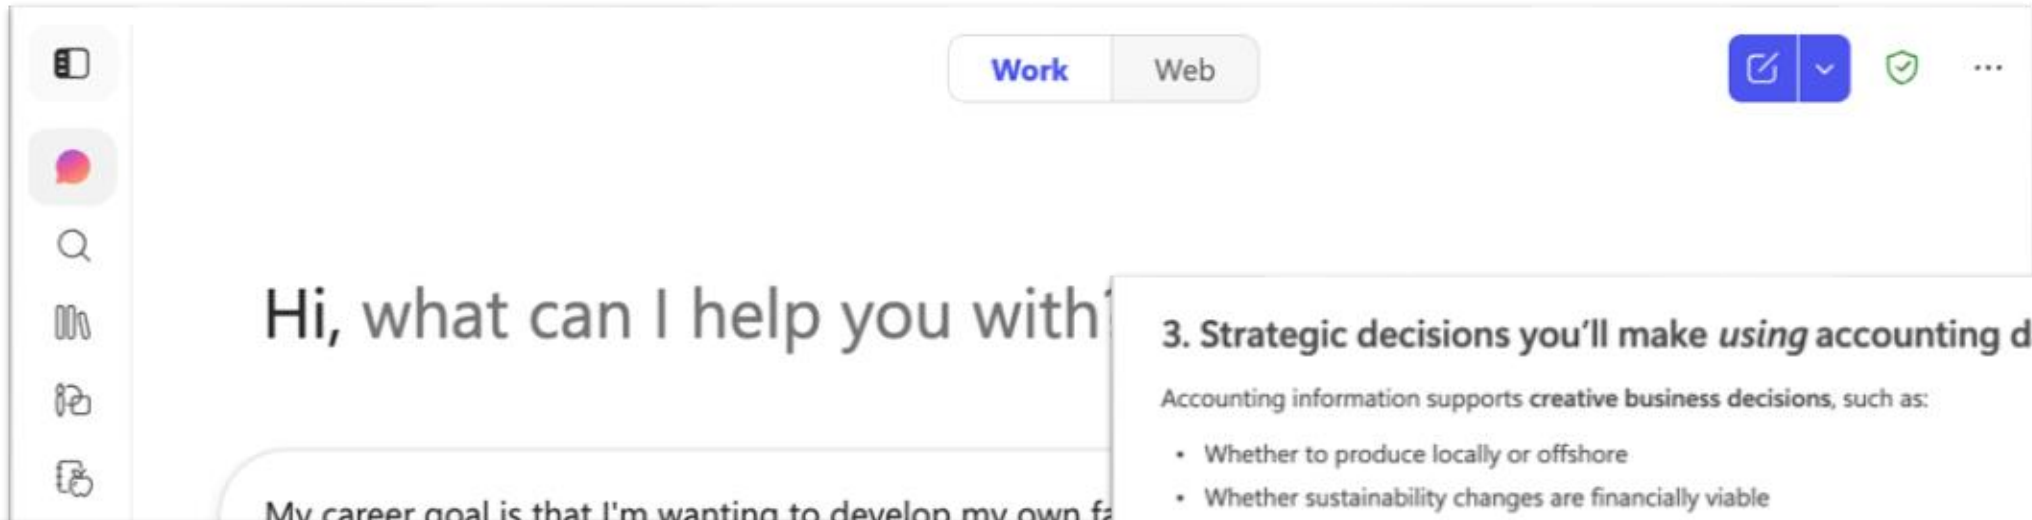 Work Web
Hi, what can I help you with?
3. Strategic decisions you'll make using accounting d
Accounting information supports creative business decisions, such as:
• Whether to produce locally or offshore
• Whether sustainability changes are financially viable
My career goal is that I'm wanting to develop my own fa